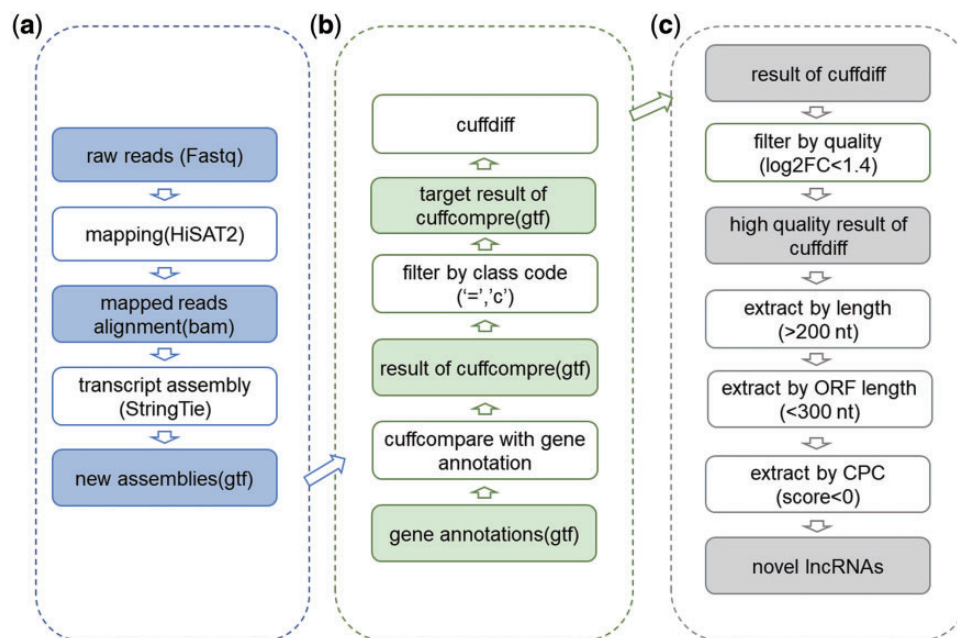 (a)
raw reads (Fastq)
mapping(HiSAT2)
mapped reads
alignment(bam)
transcript assembly
(StringTie)
new assemblies(gtf)
(b)
cuffdiff
target result of
cuffcompre(gtf)
filter by class code
('=','c')
result of cuffcompre(gtf)
cuffcompare with gene
annotation
gene annotations(gtf)
(c)
result of cuffdiff
filter by quality
(log2FC<1.4)
high quality result of
cuffdiff
extract by length
(>200 nt)
extract by ORF length
(<300 nt)
extract by CPC
(score<0)
novel lncRNAs